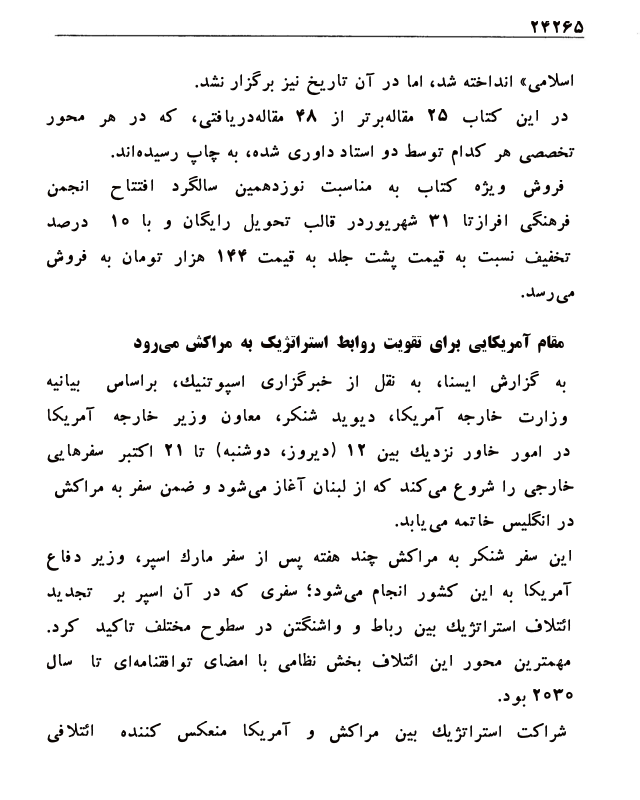 ۲۴۲۶۵
اسلامی» انداخته شد، اما در آن تاریخ نیز برگزار نشد.
در این کتاب ۲۵ مقاله‌برتر از ۴۸ مقاله‌دریافتی، که در هر محور
تخصصی هر کدام توسط دو استاد داوری شده، به چاپ رسیده‌اند.
فروش ویژه کتاب به مناسبت نوزدهمین سالگرد افتتاح انجمن
فرهنگی افرازتا ۳۱ شهریوردر قالب تحویل رایگان و با ۱۰ درصد
تخفیف نسبت به قیمت پشت جلد به قیمت ۱۴۴ هزار تومان به فروش
می‌رسد.
مقام آمریکایی برای تقویت روابط استراتژیک به مراکش می‌رود
به گزارش ایسنا، به نقل از خبرگزاری اسپوتنیك، براساس بیانیه
وزارت خارجه آمریکا، دیوید شنکر، معاون وزیر خارجه آمریکا
در امور خاور نزدیك بین ۱۲ (دیروز، دوشنبه) تا ۲۱ اکتبر سفرهایی
خارجی را شروع می‌کند که از لبنان آغاز می‌شود و ضمن سفر به مراکش
در انگلیس خاتمه می‌یابد.
این سفر شنکر به مراکش چند هفته پس از سفر مارك اسپر، وزیر دفاع
آمریکا به این کشور انجام می‌شود؛ سفری که در آن اسپر بر تجدید
ائتلاف استراتژیك بین رباط و واشنگتن در سطوح مختلف تاکید کرد.
مهمترین محور این ائتلاف بخش نظامی با امضای توافقنامه‌ای تا سال
۲۰۳۰ بود.
شراکت استراتژیك بین مراکش و آمریکا منعکس کننده ائتلافی